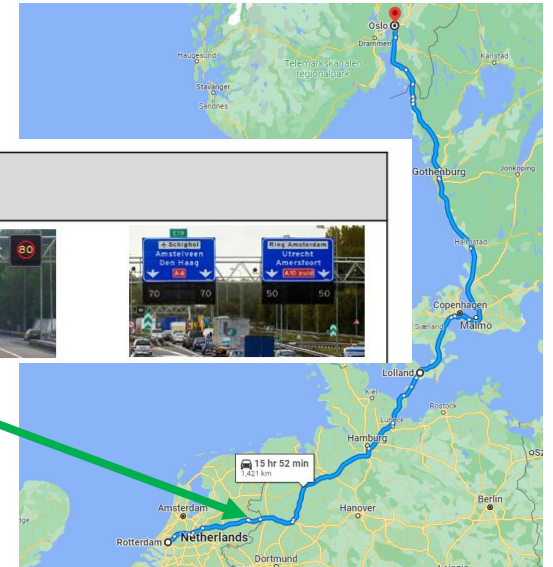 Oslo
Drammen
Haugesund
Telemarkskanalen
regionalpark
Karlstad
Stavanger
Sandnes
Gothenburg
Jönköping
80
E19
Schiphol
Amstelveen
Den Haag
A4
Ring Amsterdam
Utrecht
Amersfoort
A10 zuid
70 70
50 50
Halmstad
Copenhagen
Sjælland
Malmö
Lolland
Kiel
Rostock
Lübeck
Hamburg
15 hr 52 min
1,421 km
Amsterdam
Hanover
Berlin
Rotterdam
Netherlands
Dortmund